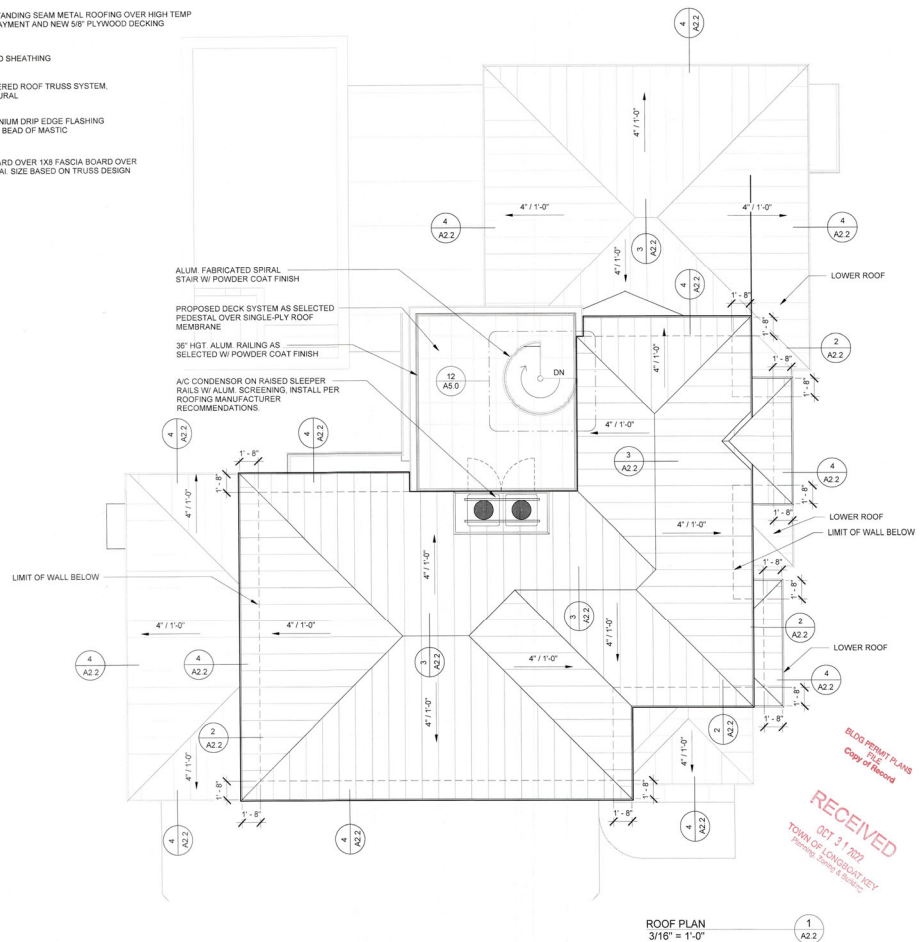 TANDING SEAM METAL ROOFING OVER HIGH TEMP
AYMENT AND NEW 5/8" PLYWOOD DECKING
D SHEATHING
ERED ROOF TRUSS SYSTEM,
URAL
NIUM DRIP EDGE FLASHING
BEAD OF MASTIC
ARD OVER 1X8 FASCIA BOARD OVER
AI. SIZE BASED ON TRUSS DESIGN
4
A2.2
4" / 1'-0"
4" / 1'-0"
4" / 1'-0"
4
A2.2
4
A2.2
3
A2.2
4" / 1'-0"
4
A2.2
LOWER ROOF
ALUM. FABRICATED SPIRAL
STAIR W/ POWDER COAT FINISH
PROPOSED DECK SYSTEM AS SELECTED
PEDESTAL OVER SINGLE-PLY ROOF
MEMBRANE
36" HGT. ALUM. RAILING AS
SELECTED W/ POWDER COAT FINISH
A/C CONDENSOR ON RAISED SLEEPER
RAILS W/ ALUM. SCREENING, INSTALL PER
ROOFING MANUFACTURER
RECOMMENDATIONS
1' - 8"
1' - 8"
2
A2.2
12
A5.0
DN
4" / 1'-0"
1' - 8"
1' - 8"
4" / 1'-0"
4
A2.2
4
A2.2
3
A2.2
4
A2.2
1' - 8"
1' - 8"
4" / 1'-0"
1' - 8"
1' - 8"
LOWER ROOF
4" / 1'-0"
LIMIT OF WALL BELOW
4" / 1'-0"
1' - 8"
LIMIT OF WALL BELOW
1' - 8"
3
A2.2
4" / 1'-0"
4" / 1'-0"
4
A2.2
4
A2.2
3
A2.2
4" / 1'-0"
4" / 1'-0"
2
A2.2
LOWER ROOF
4
A2.2
1' - 8"
1' - 8"
4" / 1'-0"
2
A2.2
2
A2.2
4" / 1'-0"
4" / 1'-0"
1' - 8"
1' - 8"
1' - 8"
1' - 8"
4
A2.2
4
A2.2
4
A2.2
BLDG PERMIT PLANS
FILE
Copy of Record
RECEIVED
OCT 31 2022
TOWN OF LONGBOAT KEY
Planning, Zoning & Building
ROOF PLAN
3/16" = 1'-0"
1
A2.2